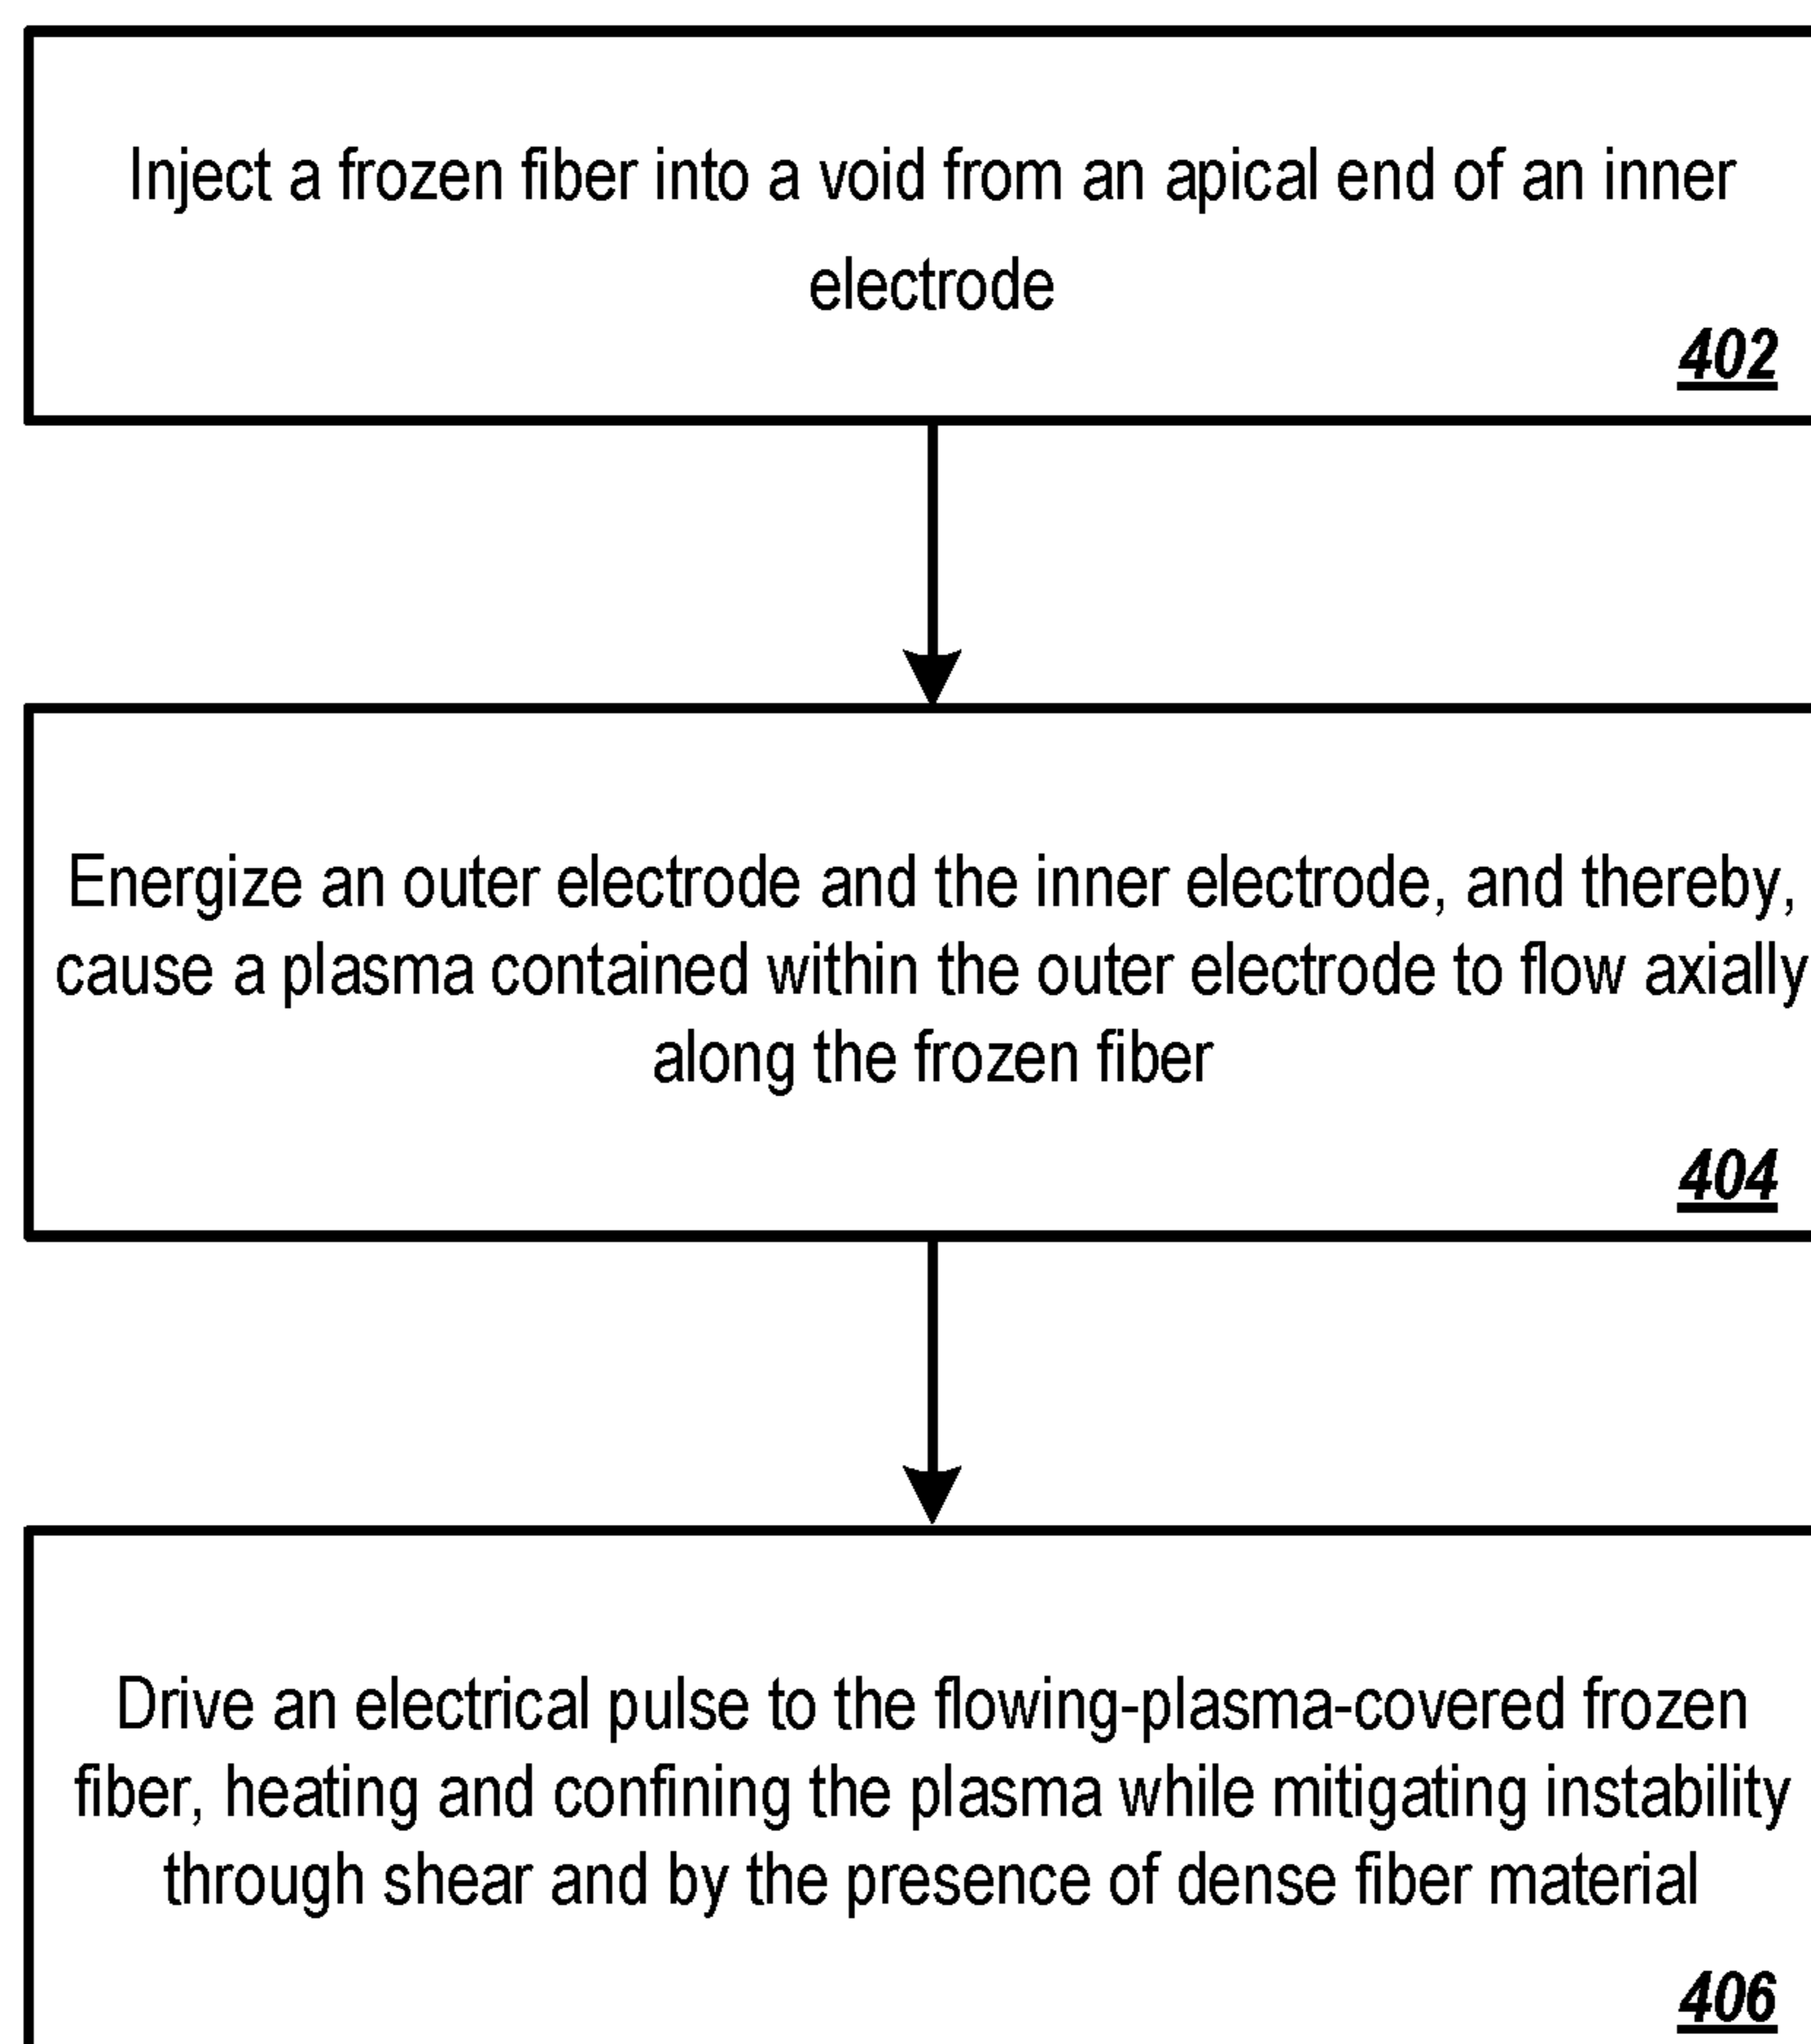 Inject a frozen fiber into a void from an apical end of an inner
electrode
402
Energize an outer electrode and the inner electrode, and thereby,
cause a plasma contained within the outer electrode to flow axially
along the frozen fiber
404
Drive an electrical pulse to the flowing-plasma-covered frozen
fiber, heating and confining the plasma while mitigating instability
through shear and by the presence of dense fiber material
406